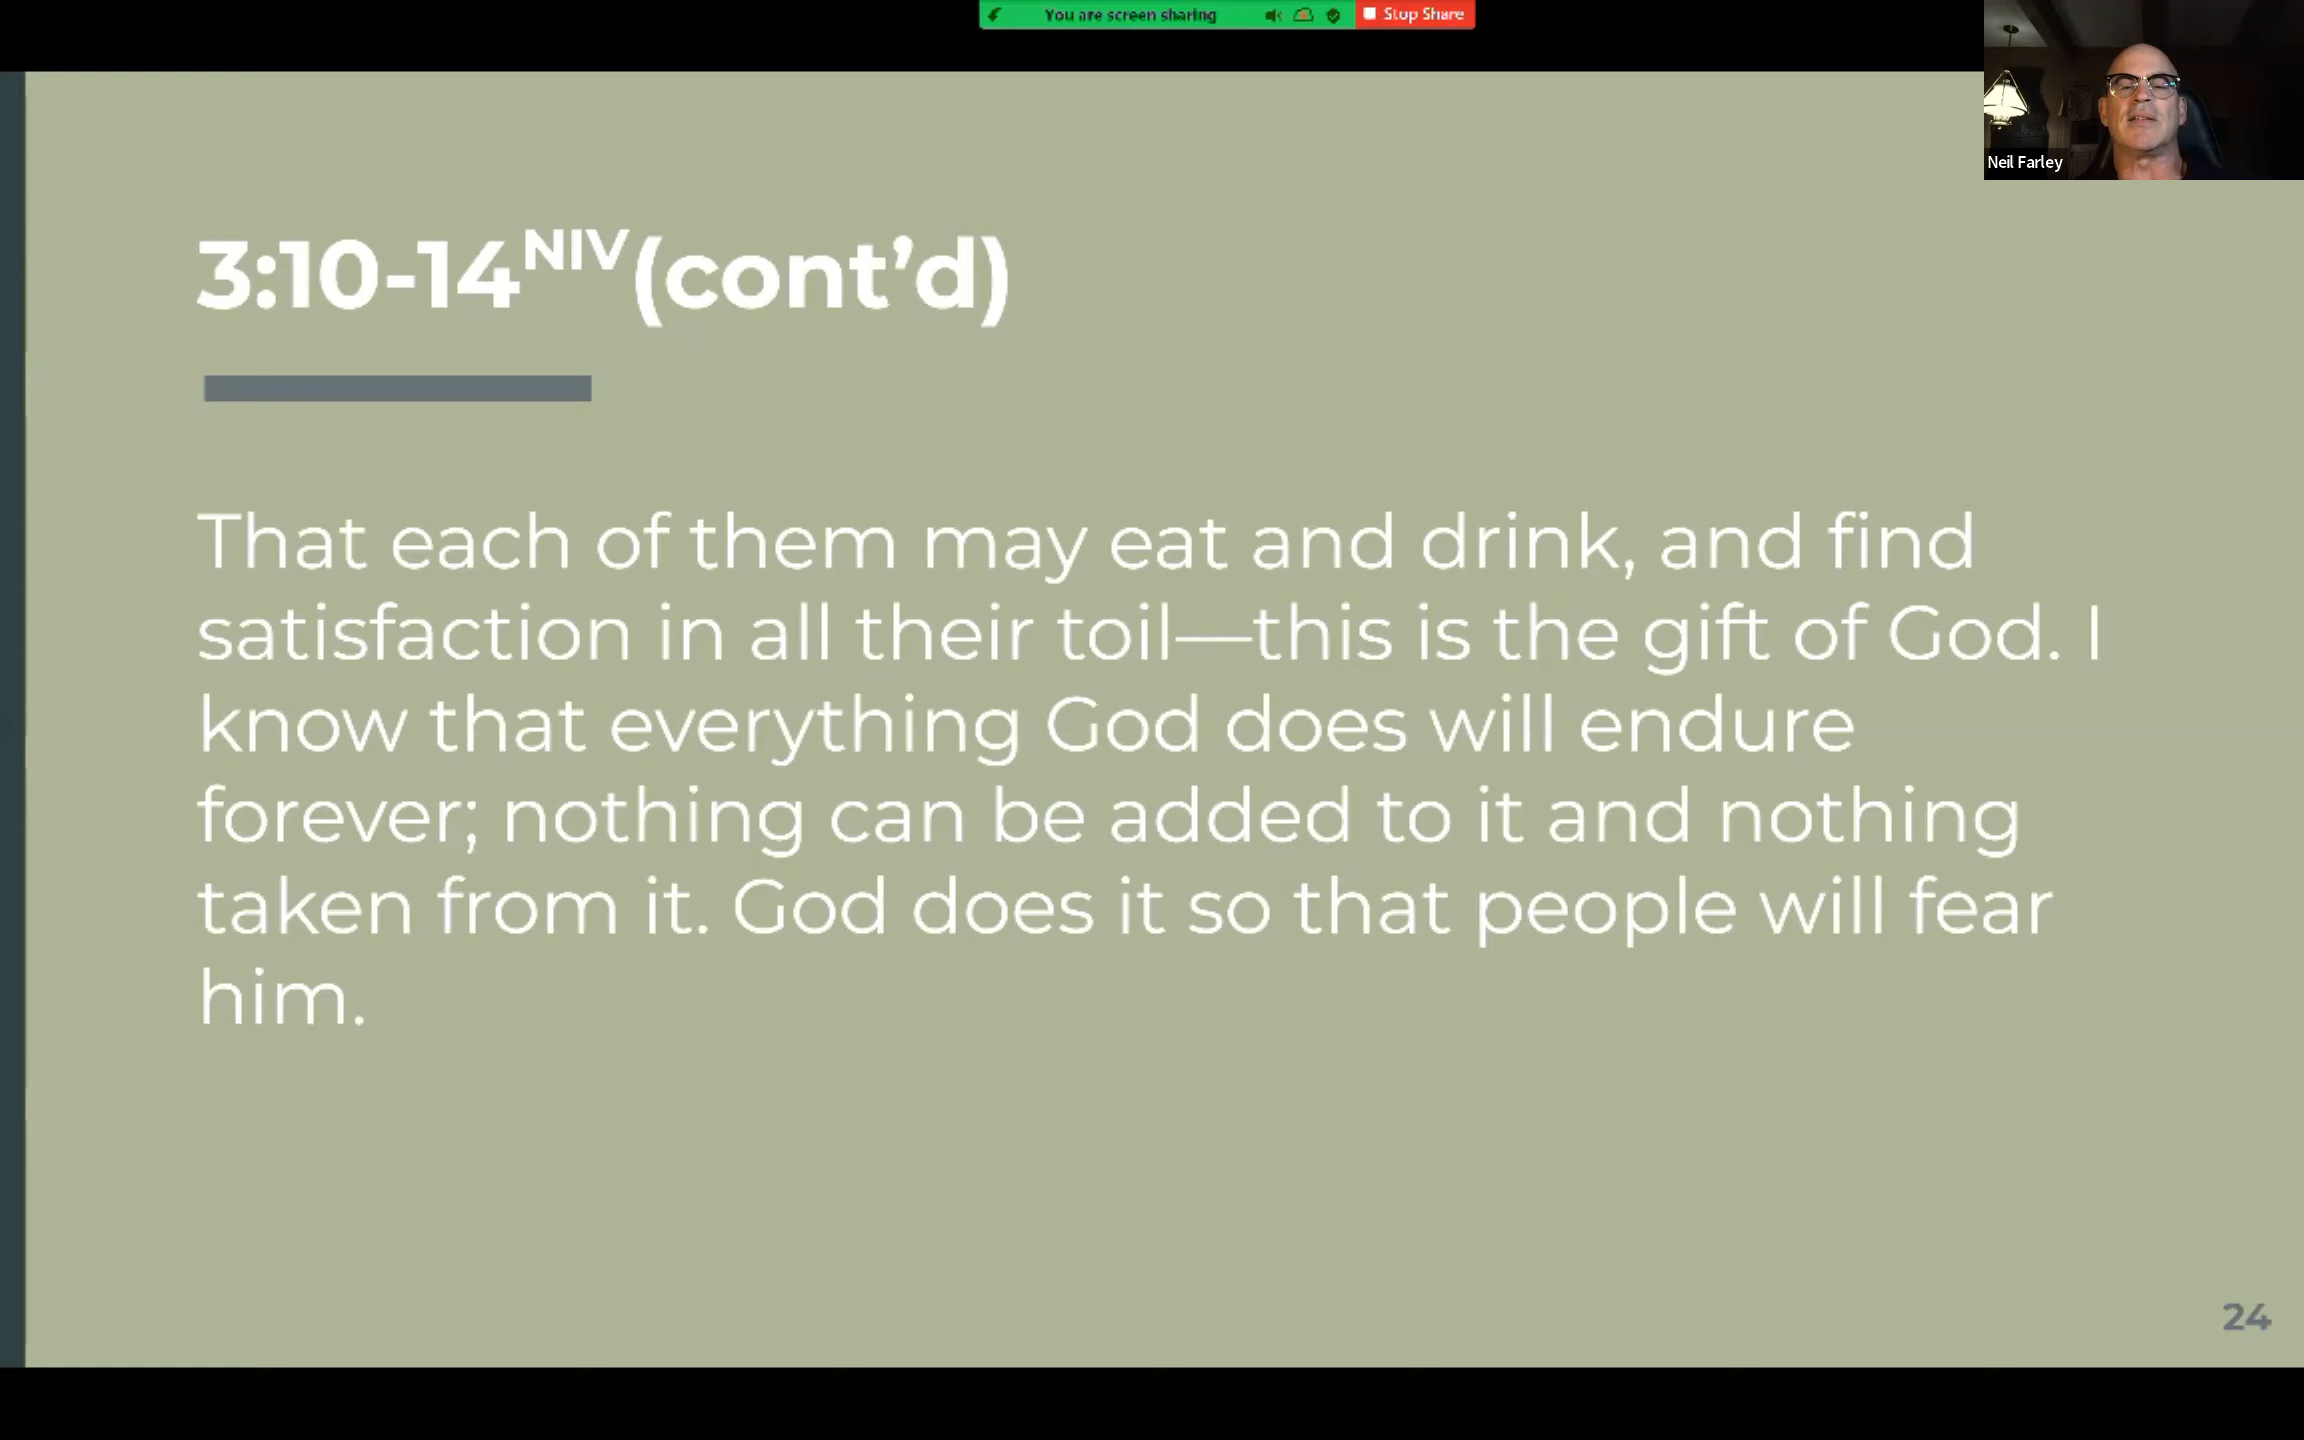 You are screen sharing
Stop Share
Neil Farley
3:10-14NIV(cont’d)
That each of them may eat and drink, and find
satisfaction in all their toil—this is the gift of God. I
know that everything God does will endure
forever; nothing can be added to it and nothing
taken from it. God does it so that people will fear
him.
24